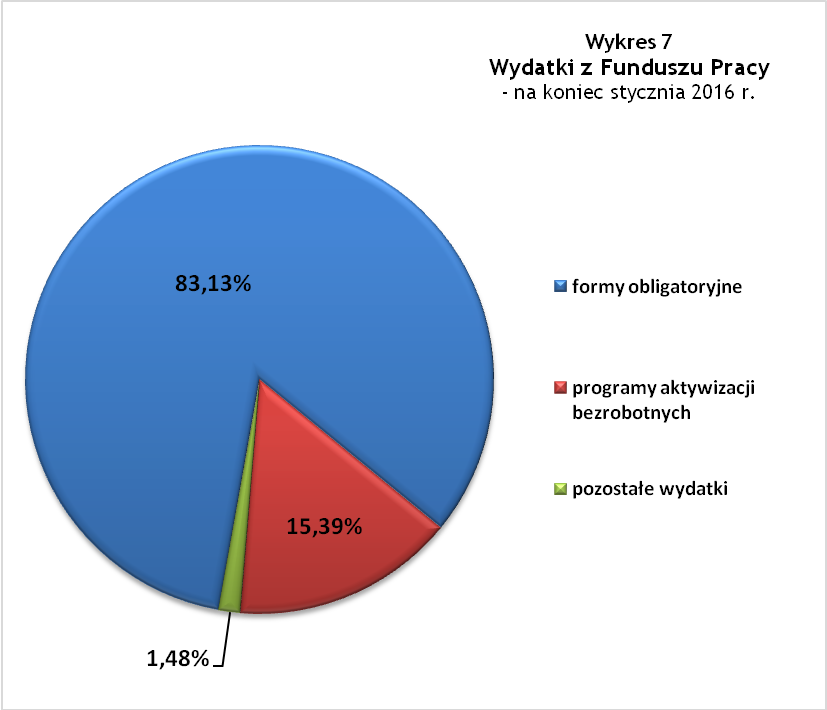 Wykres 7
Wydatki z Funduszu Pracy
- na koniec stycznia 2016 r.
83,13%
formy obligatoryjne
programy aktywizacji
bezrobotnych
pozostałe wydatki
15,39%
1,48%